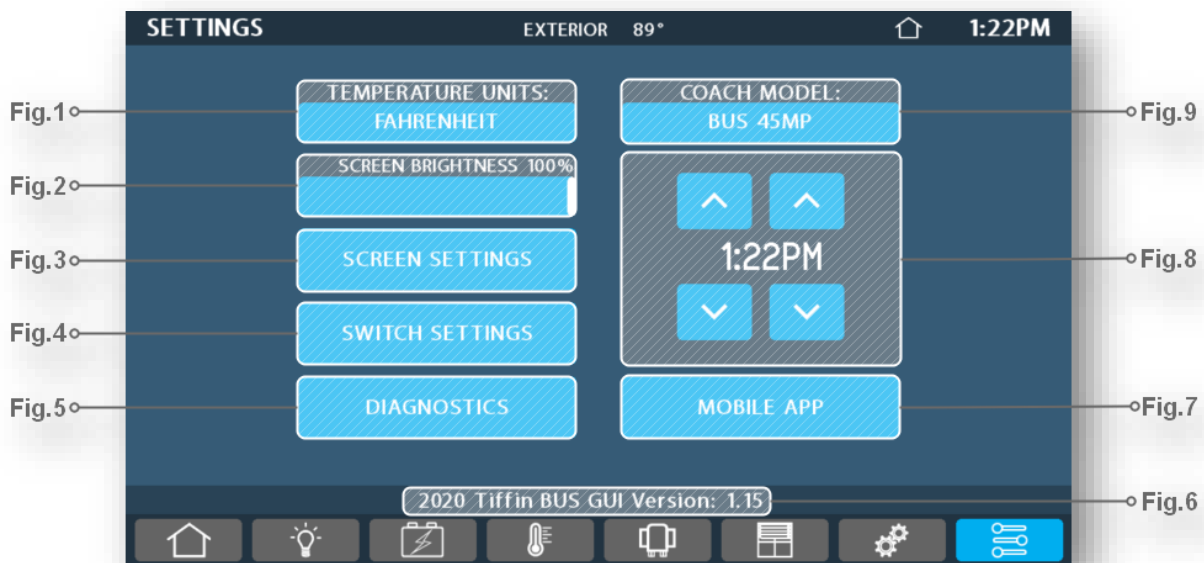 SETTINGS
EXTERIOR 89°
1:22PM
Fig.1
TEMPERATURE UNITS:
FAHRENHEIT
COACH MODEL:
BUS 45MP
Fig.9
Fig.2
SCREEN BRIGHTNESS 100%
Fig.3
SCREEN SETTINGS
1:22PM
Fig.8
Fig.4
SWITCH SETTINGS
Fig.5
DIAGNOSTICS
MOBILE APP
Fig.7
2020 Tiffin BUS GUI Version: 1.15
Fig.6